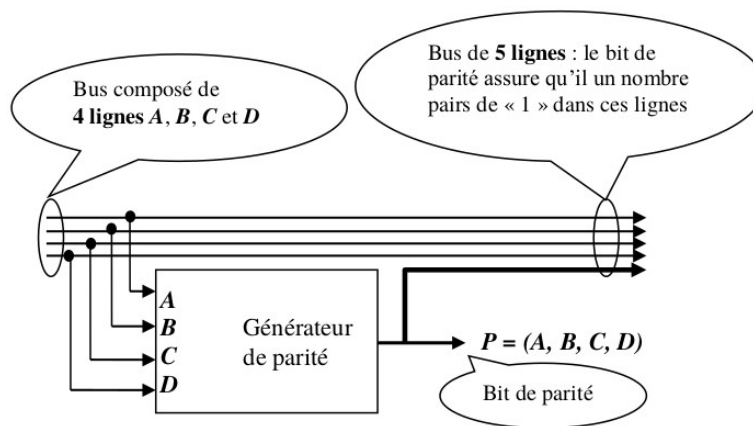 Bus composé de
4 lignes A, B, C et D
Bus de 5 lignes : le bit de
parité assure qu'il un nombre
pairs de « 1 » dans ces lignes
A
B
C
D
Générateur
de parité
P = (A, B, C, D)
Bit de parité